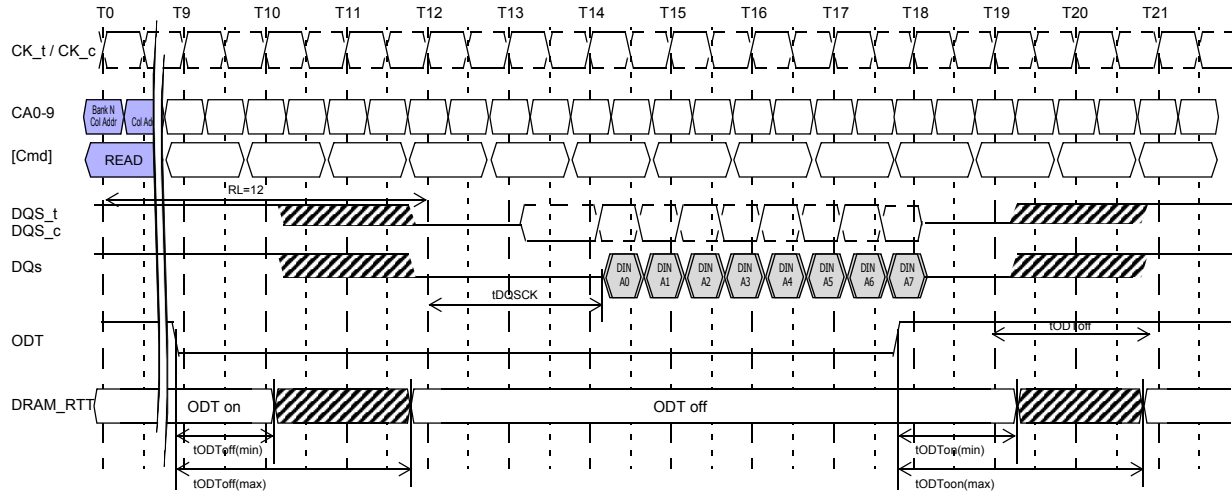 T0 T9 T10 T11 T12 T13 T14 T15 T16 T17 T18 T19 T20 T21
CK_t / CK_c
CA0-9
Bank N
Col Addr
Col Add
[Cmd]
READ
RL=12
DQS_t
DQS_c
DQs
DIN A0
DIN A1
DIN A2
DIN A3
DIN A4
DIN A5
DIN A6
DIN A7
tDQSCK
ODT
tODToff
DRAM_RTT
ODT on
ODT off
tODToff(min)
tODTon(min)
tODToff(max)
tODToon(max)